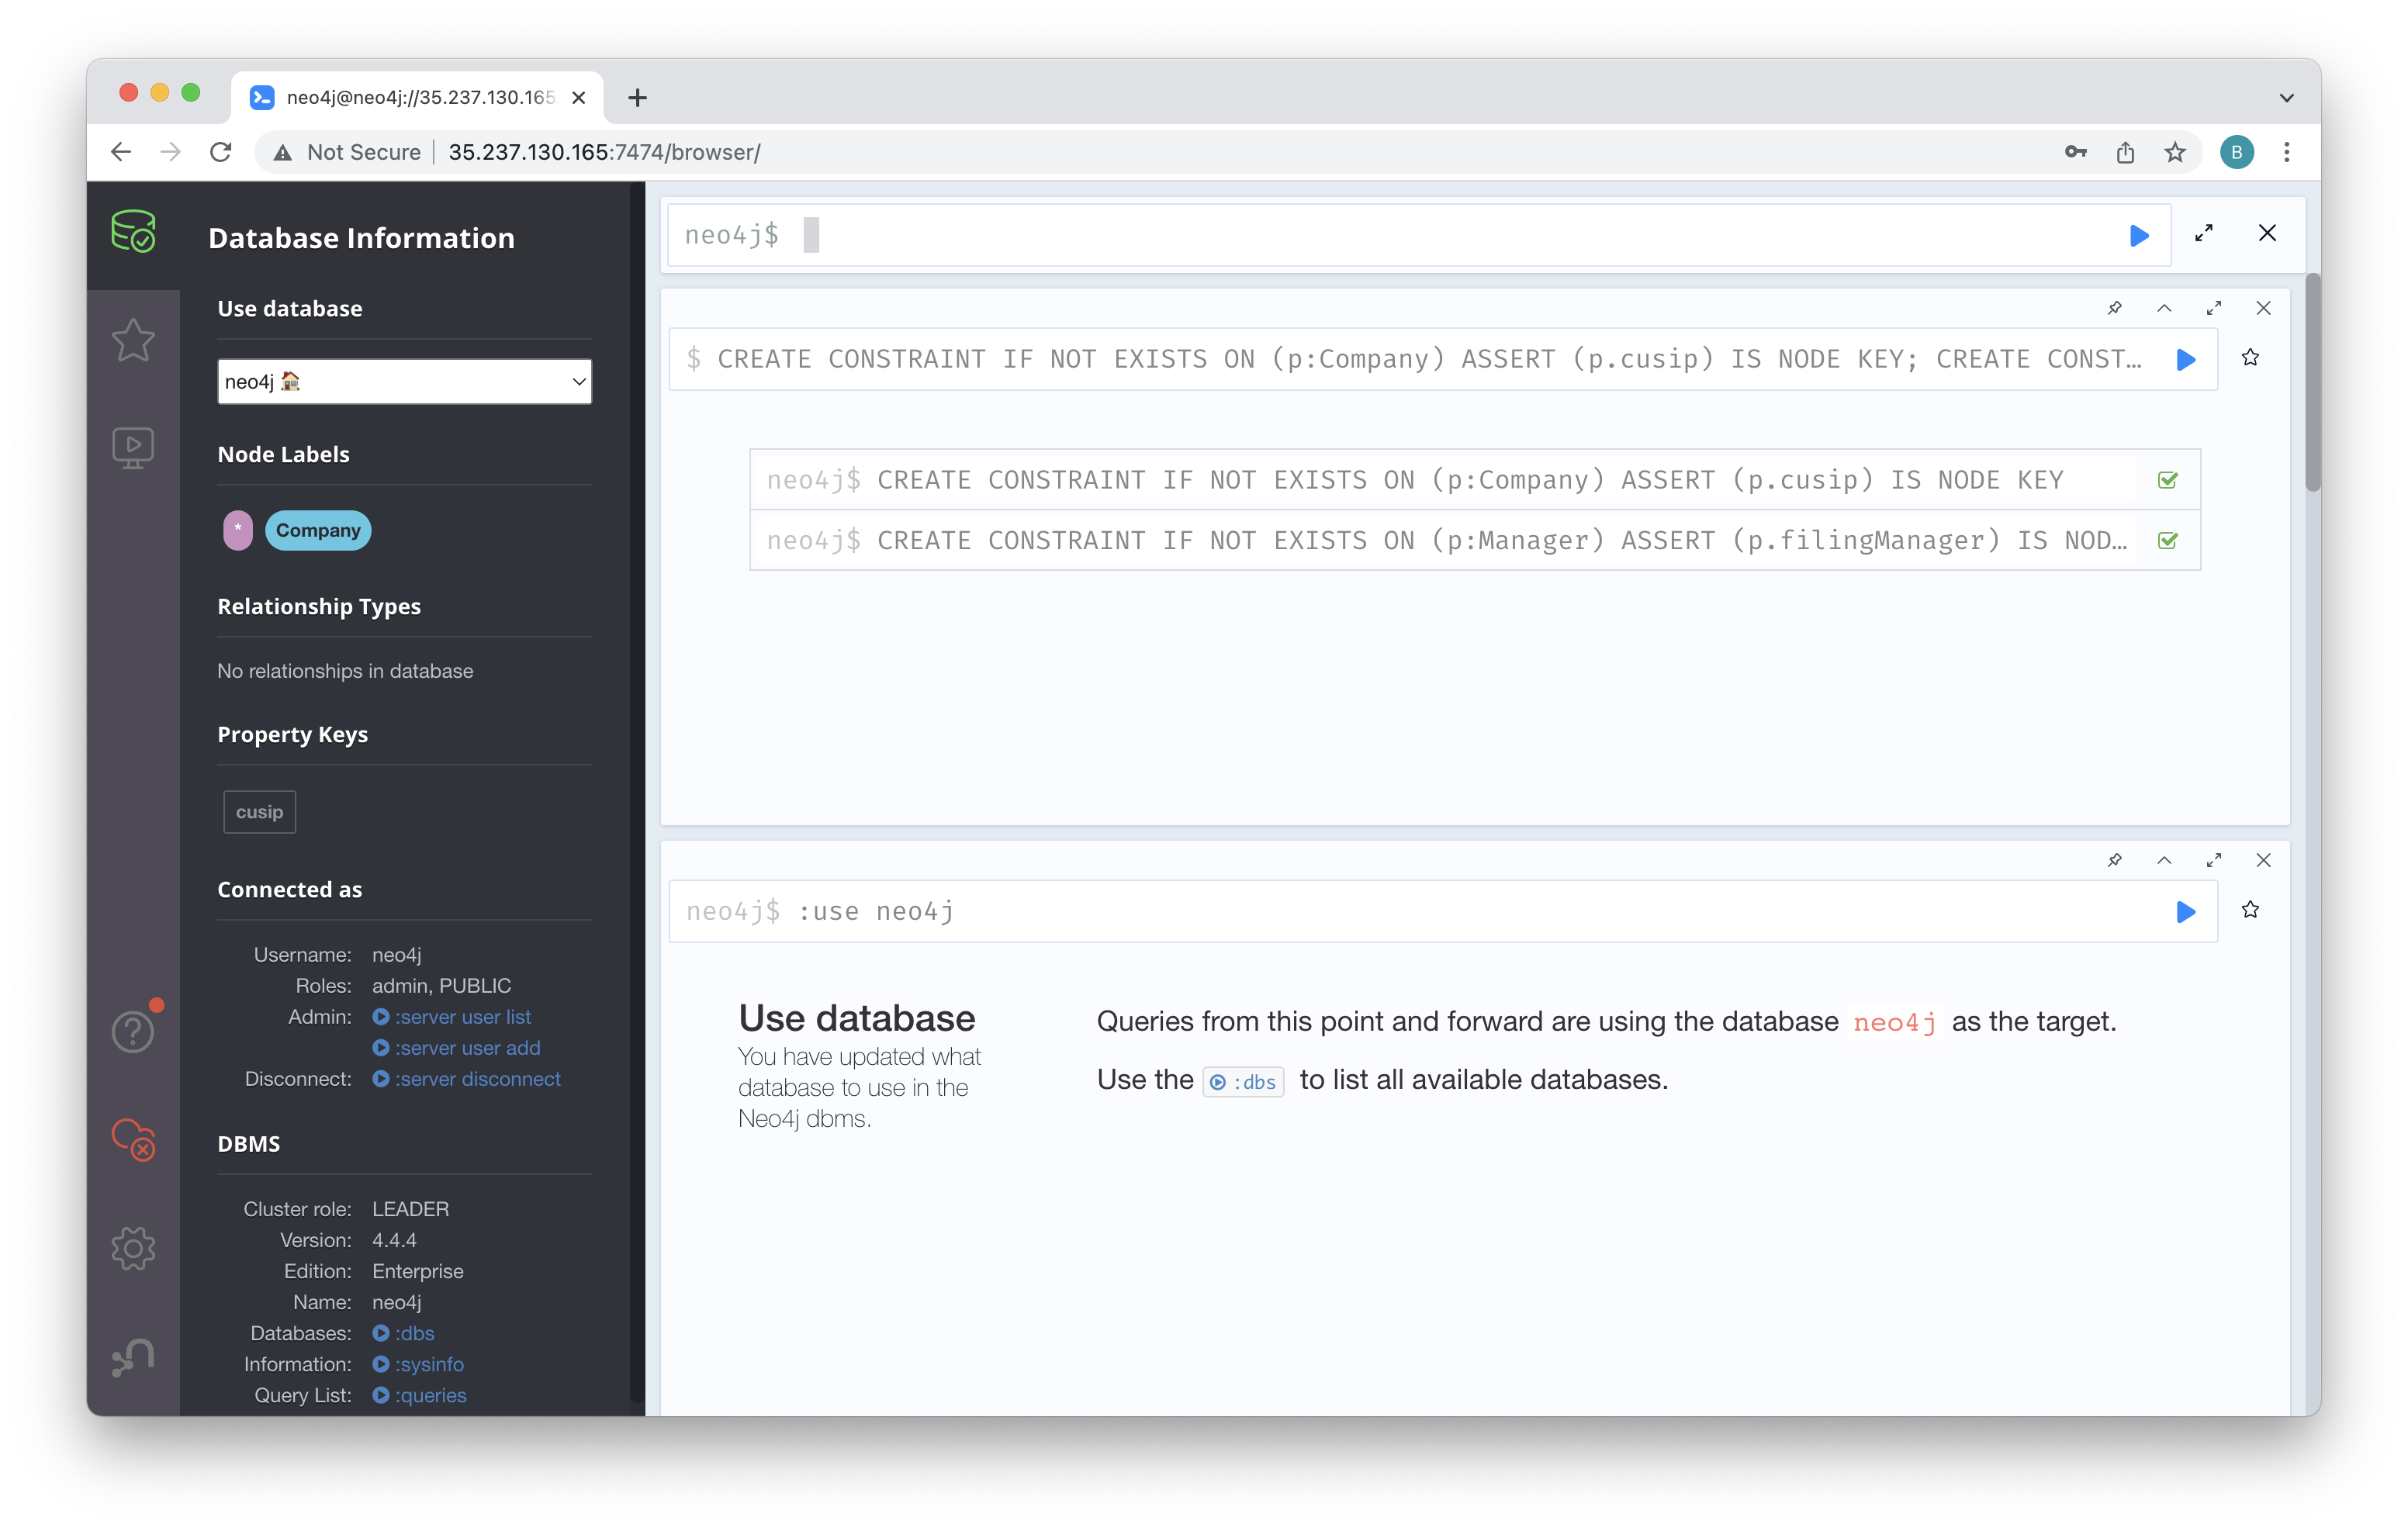 neo4j@neo4j://35.237.130.165
Not Secure
35.237.130.165:7474/browser/
B
Database Information
Use database
neo4j
Node Labels
*
Company
Relationship Types
No relationships in database
Property Keys
cusip
Connected as
Username: neo4j
Roles: admin, PUBLIC
Admin: :server user list
:server user add
Disconnect: :server disconnect
DBMS
Cluster role: LEADER
Version: 4.4.4
Edition: Enterprise
Name: neo4j
Databases: :dbs
Information: :sysinfo
Query List: :queries
neo4j$
$ CREATE CONSTRAINT IF NOT EXISTS ON (p:Company) ASSERT (p.cusip) IS NODE KEY; CREATE CONST…
neo4j$ CREATE CONSTRAINT IF NOT EXISTS ON (p:Company) ASSERT (p.cusip) IS NODE KEY
neo4j$ CREATE CONSTRAINT IF NOT EXISTS ON (p:Manager) ASSERT (p.filingManager) IS NOD…
neo4j$ :use neo4j
Use database
You have updated what
database to use in the
Neo4j dbms.
Queries from this point and forward are using the database neo4j as the target.
Use the :dbs to list all available databases.